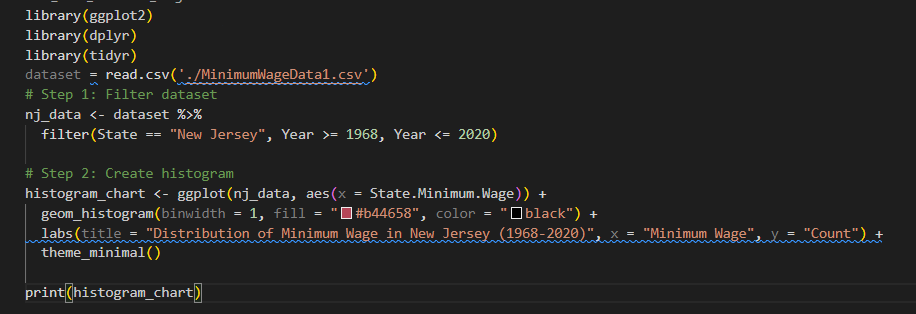 library(ggplot2)
library(dplyr)
library(tidyr)
dataset = read.csv('./MinimumWageData1.csv')
# Step 1: Filter dataset
nj_data <- dataset %>%
  filter(State == "New Jersey", Year >= 1968, Year <= 2020)

# Step 2: Create histogram
histogram_chart <- ggplot(nj_data, aes(x = State.Minimum.Wage)) +
  geom_histogram(binwidth = 1, fill = "#b44658", color = "black") +
  labs(title = "Distribution of Minimum Wage in New Jersey (1968-2020)", x = "Minimum Wage", y = "Count") +
  theme_minimal()

print(histogram_chart)